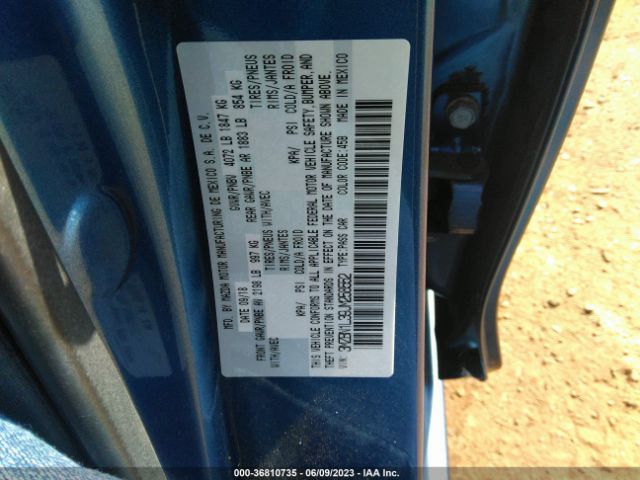 MFD. BY MAZDA MOTOR MANUFACTURING DE MEXICO S.A. DE C.V.
DATE 09/18 GVWR/PNBV 4072 LB 1847 KG
FRONT GAWR/PNBE AV 2198 LB 997 KG REAR GAWR/PNBE AR 1883 LB 854 KG
WITH/AVEC TIRES/PNEUS WITH/AVEC TIRES/PNEUS
RIMS/JANTES RIMS/JANTES
KPA/ PSI COLD/A FROID KPA/ PSI COLD/A FROID
THIS VEHICLE CONFORMS TO ALL APPLICABLE FEDERAL MOTOR VEHICLE SAFETY, BUMPER, AND
THEFT PREVENTION STANDARDS IN EFFECT ON THE DATE OF MANUFACTURE SHOWN ABOVE.
VIN: TYPE:PASS CAR COLOR CODE:45B MADE IN MEXICO
000-36810735 - 06/09/2023 - IAA Inc.